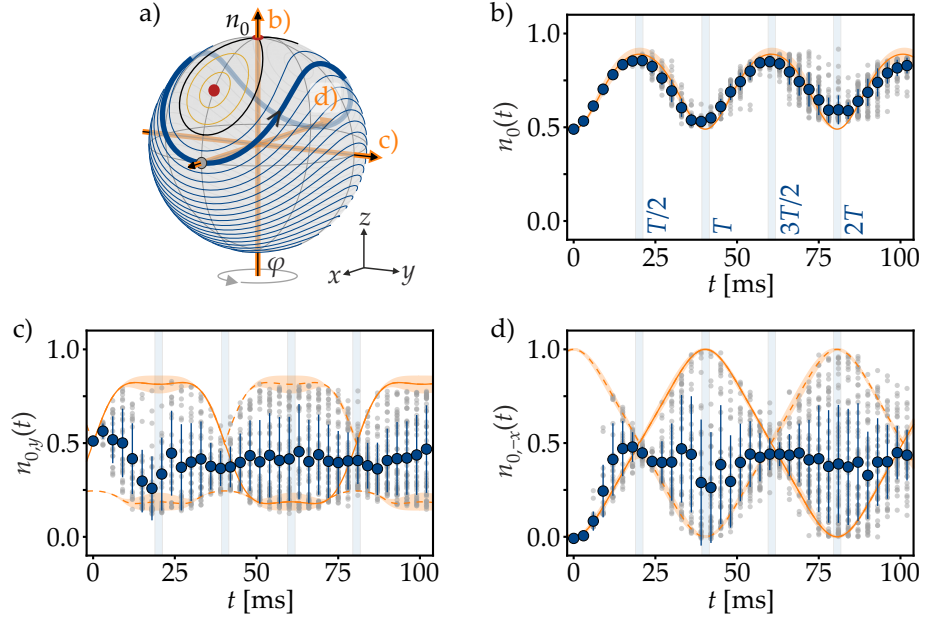 a)
n₀
b)
d)
c)
φ
z
x
y
b)
n₀(t)
1.0
0.5
0.0
T/2
T
3T/2
2T
0
25
50
75
100
t [ms]
c)
n₀,y(t)
1.0
0.5
0.0
0
25
50
75
100
t [ms]
d)
n₀,−x(t)
1.0
0.5
0.0
0
25
50
75
100
t [ms]